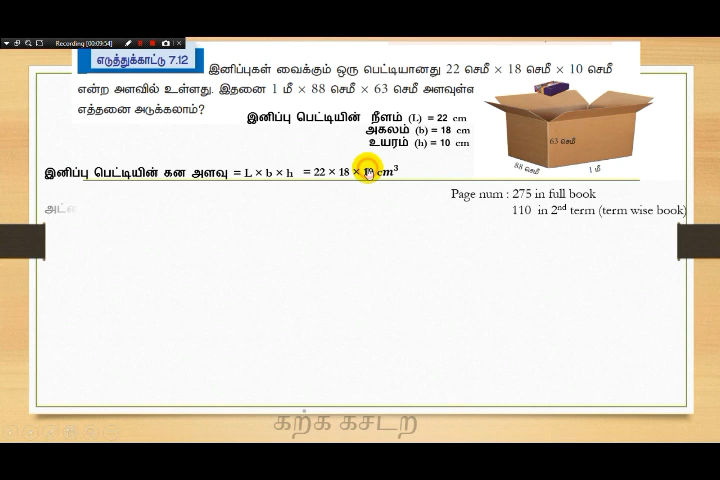 Recording [00:09:54]
எடுத்துக்காட்டு 7.12
இனிப்புகள் வைக்கும் ஒரு பெட்டியானது 22 செமீ × 18 செமீ × 10 செமீ
என்ற அளவில் உள்ளது. இதனை 1 மீ × 88 செமீ × 63 செமீ அளவுள்ள
எத்தனை அடுக்கலாம்?
இனிப்பு பெட்டியின் நீளம் (L) = 22 cm
அகலம் (b) = 18 cm
உயரம் (h) = 10 cm
63 செமீ
88 செமீ
1 மீ
இனிப்பு பெட்டியின் கன அளவு = L × b × h = 22 × 18 × 10 cm³
Page num : 275 in full book
110 in 2nd term (term wise book)
கற்க கசடற